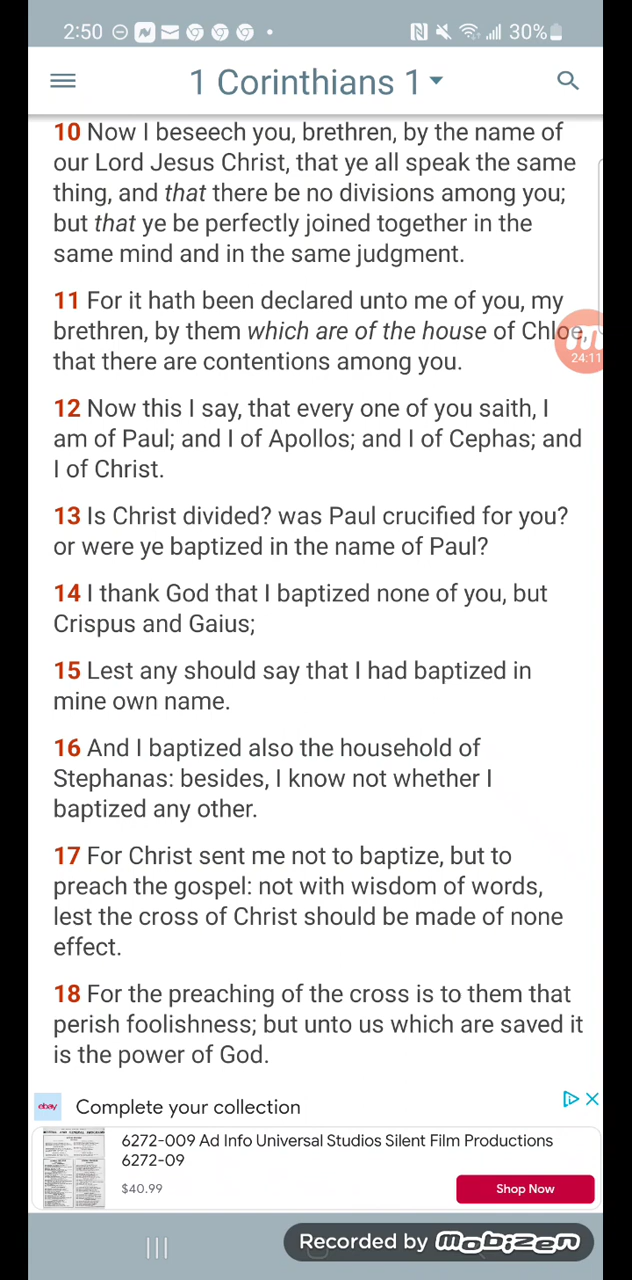 2:50
30%
1 Corinthians 1
10 Now I beseech you, brethren, by the name of
our Lord Jesus Christ, that ye all speak the same
thing, and that there be no divisions among you;
but that ye be perfectly joined together in the
same mind and in the same judgment.
11 For it hath been declared unto me of you, my
brethren, by them which are of the house of Chloe,
that there are contentions among you.
24:11
12 Now this I say, that every one of you saith, I
am of Paul; and I of Apollos; and I of Cephas; and
I of Christ.
13 Is Christ divided? was Paul crucified for you?
or were ye baptized in the name of Paul?
14 I thank God that I baptized none of you, but
Crispus and Gaius;
15 Lest any should say that I had baptized in
mine own name.
16 And I baptized also the household of
Stephanas: besides, I know not whether I
baptized any other.
17 For Christ sent me not to baptize, but to
preach the gospel: not with wisdom of words,
lest the cross of Christ should be made of none
effect.
18 For the preaching of the cross is to them that
perish foolishness; but unto us which are saved it
is the power of God.
ebay
Complete your collection
6272-009 Ad Info Universal Studios Silent Film Productions
6272-09
$40.99
Shop Now
Recorded by mobizen